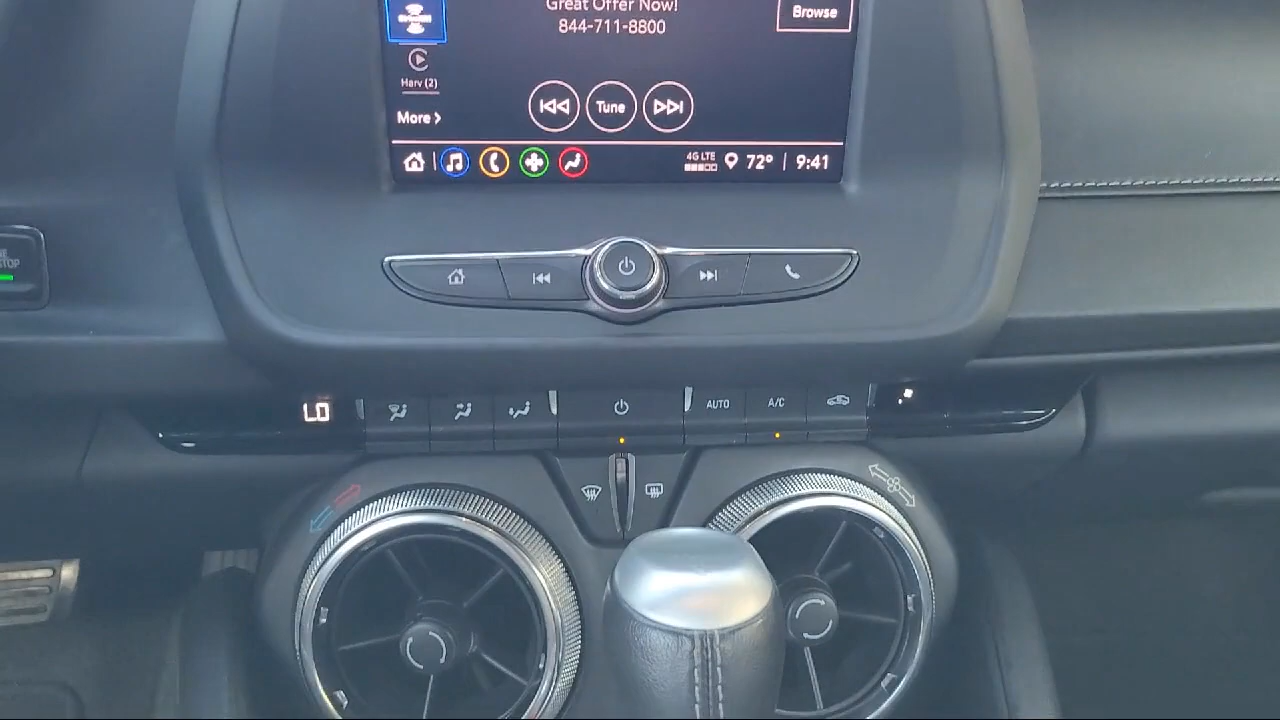 Great Offer Now!
844-711-8800
Browse
Harv (2)
More
Tune
4G LTE
72° 9:41
LO
AUTO A/C